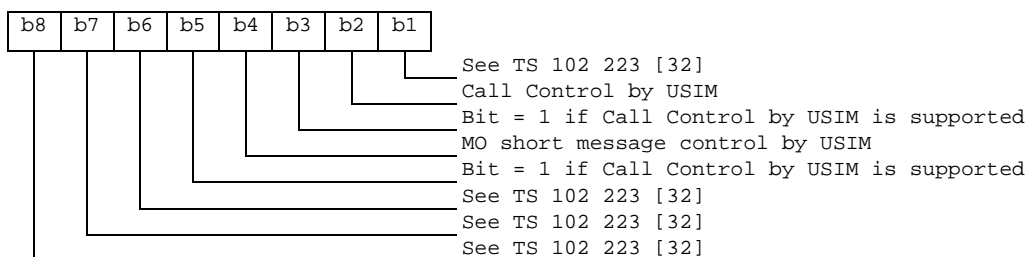 b8 b7 b6 b5 b4 b3 b2 b1
See TS 102 223 [32]
Call Control by USIM
Bit = 1 if Call Control by USIM is supported
MO short message control by USIM
Bit = 1 if Call Control by USIM is supported
See TS 102 223 [32]
See TS 102 223 [32]
See TS 102 223 [32]